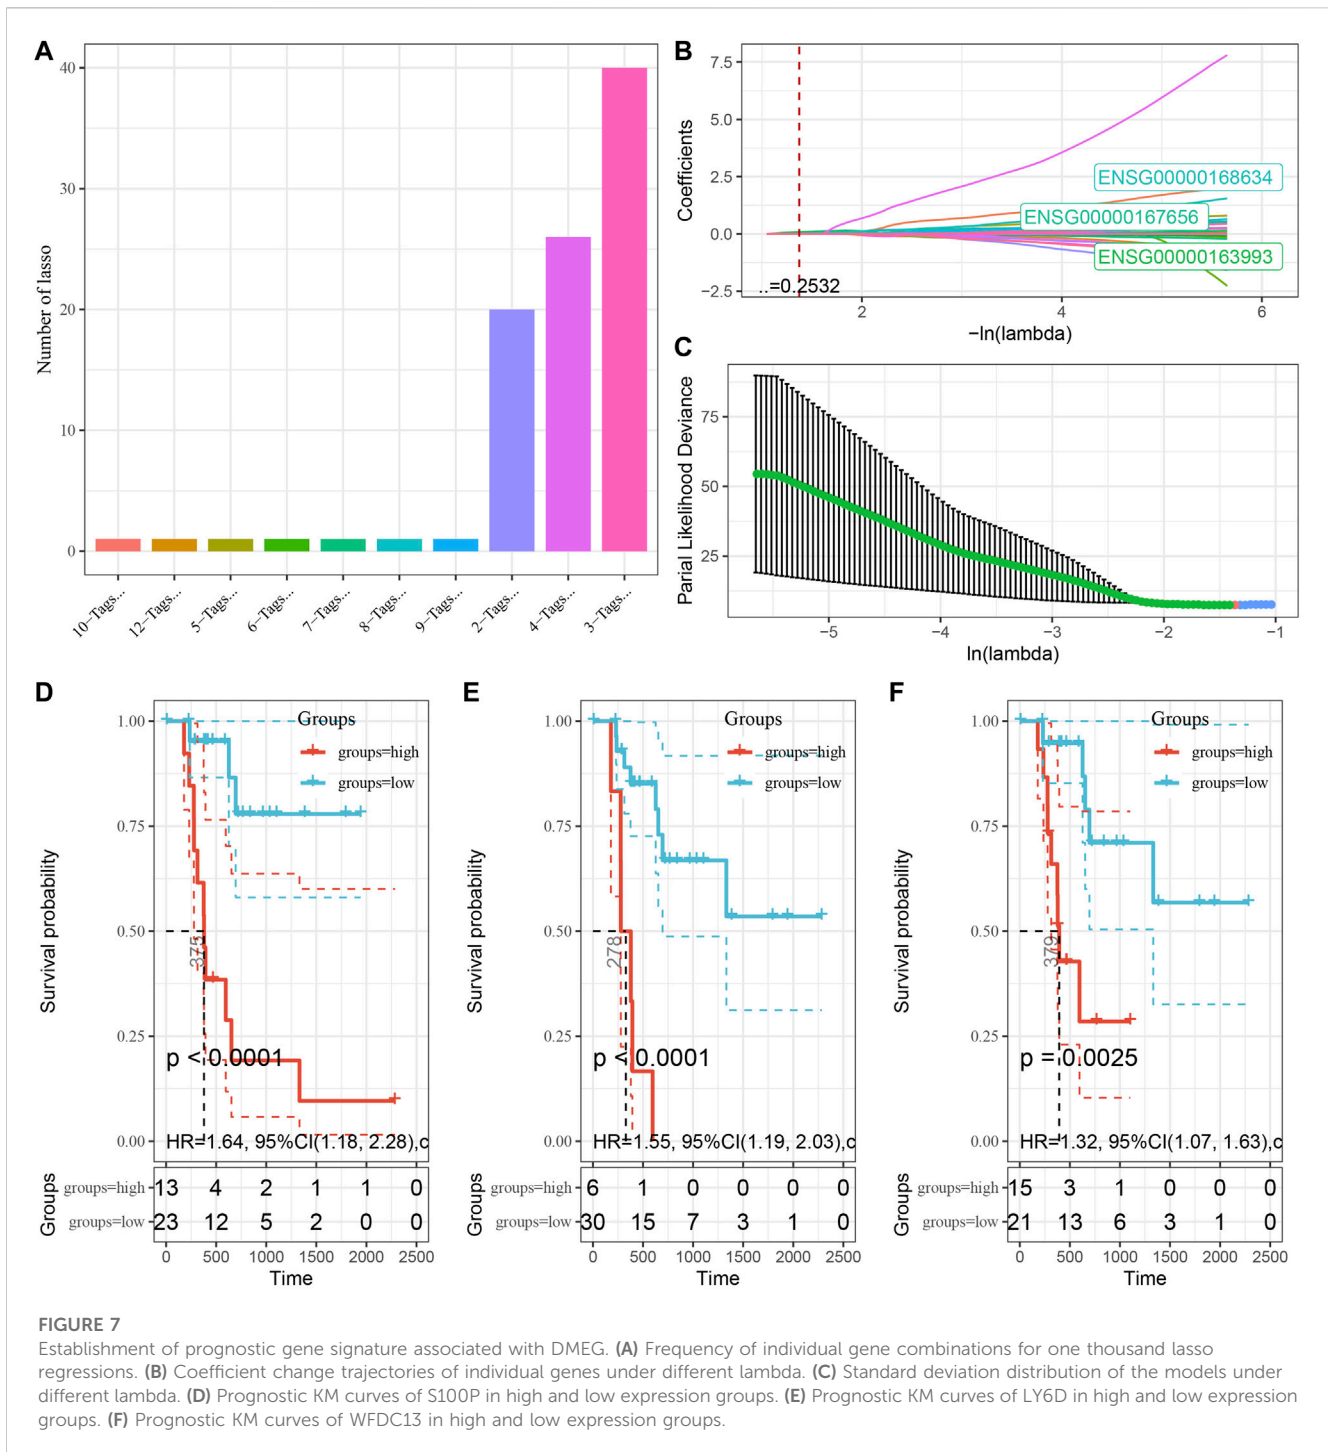 A
40
30
20
10
0
Number of lasso
10-Tags...
12-Tags...
5-Tags...
6-Tags...
7-Tags...
8-Tags...
9-Tags...
2-Tags...
4-Tags...
3-Tags...
B
7.5
5.0
2.5
0.0
-2.5
Coefficients
ENSG00000168634
ENSG00000167656
ENSG00000163993
..=0.2532
2 4 6
-ln(lambda)
C
75
50
25
Parial Likelihood Deviance
-5 -4 -3 -2 -1
ln(lambda)
D
Groups
groups=high
groups=low
1.00
0.75
0.50
0.25
0.00
Survival probability
375
p < 0.0001
HR=1.64, 95%CI(1.18, 2.28),c
Groups
groups=high 13 4 2 1 1 0
groups=low 23 12 5 2 0 0
0 500 1000 1500 2000 2500
Time
E
Groups
groups=high
groups=low
1.00
0.75
0.50
0.25
0.00
Survival probability
278
p < 0.0001
HR=1.55, 95%CI(1.19, 2.03),c
Groups
groups=high 6 1 0 0 0 0
groups=low 30 15 7 3 1 0
0 500 1000 1500 2000 2500
Time
F
Groups
groups=high
groups=low
1.00
0.75
0.50
0.25
0.00
Survival probability
379
p = 0.0025
HR=1.32, 95%CI(1.07, 1.63),c
Groups
groups=high 15 3 1 0 0 0
groups=low 21 13 6 3 1 0
0 500 1000 1500 2000 2500
Time
FIGURE 7
Establishment of prognostic gene signature associated with DMEG. (A) Frequency of individual gene combinations for one thousand lasso
regressions. (B) Coefficient change trajectories of individual genes under different lambda. (C) Standard deviation distribution of the models under
different lambda. (D) Prognostic KM curves of S100P in high and low expression groups. (E) Prognostic KM curves of LY6D in high and low expression
groups. (F) Prognostic KM curves of WFDC13 in high and low expression groups.